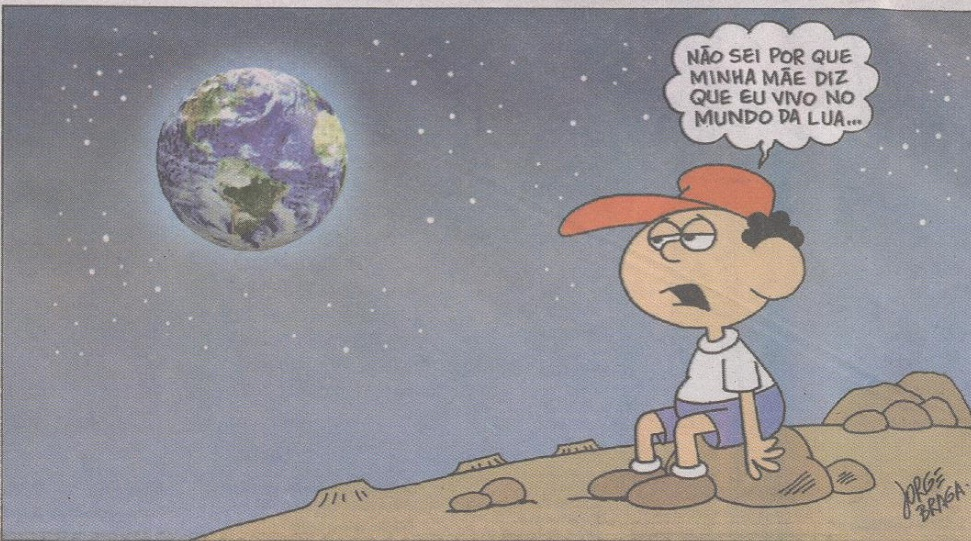 NÃO SEI POR QUE
MINHA MÃE DIZ
QUE EU VIVO NO
MUNDO DA LUA...
JORGE
BRAGA.